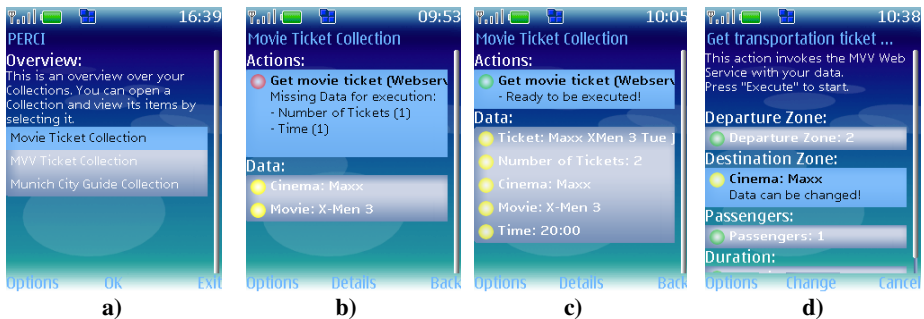 16:39
PERCI
Overview:
This is an overview over your
Collections. You can open a
Collection and view its items by
selecting it.
Movie Ticket Collection
MVV Ticket Collection
Munich City Guide Collection
Options OK Exit
a)
09:53
Movie Ticket Collection
Actions:
Get movie ticket (Webserv
Missing Data for execution:
- Number of Tickets (1)
- Time (1)
Data:
Cinema: Maxx
Movie: X-Men 3
Options Details Back
b)
10:05
Movie Ticket Collection
Actions:
Get movie ticket (Webserv
- Ready to be executed!
Data:
Ticket: Maxx XMen 3 Tue
Number of Tickets: 2
Cinema: Maxx
Movie: X-Men 3
Time: 20:00
Options Details Back
c)
10:38
Get transportation ticket ...
This action invokes the MVV Web
Service with your data.
Press "Execute" to start.
Departure Zone:
Departure Zone: 2
Destination Zone:
Cinema: Maxx
Data can be changed!
Passengers:
Passengers: 1
Duration:
Options Change Cancel
d)